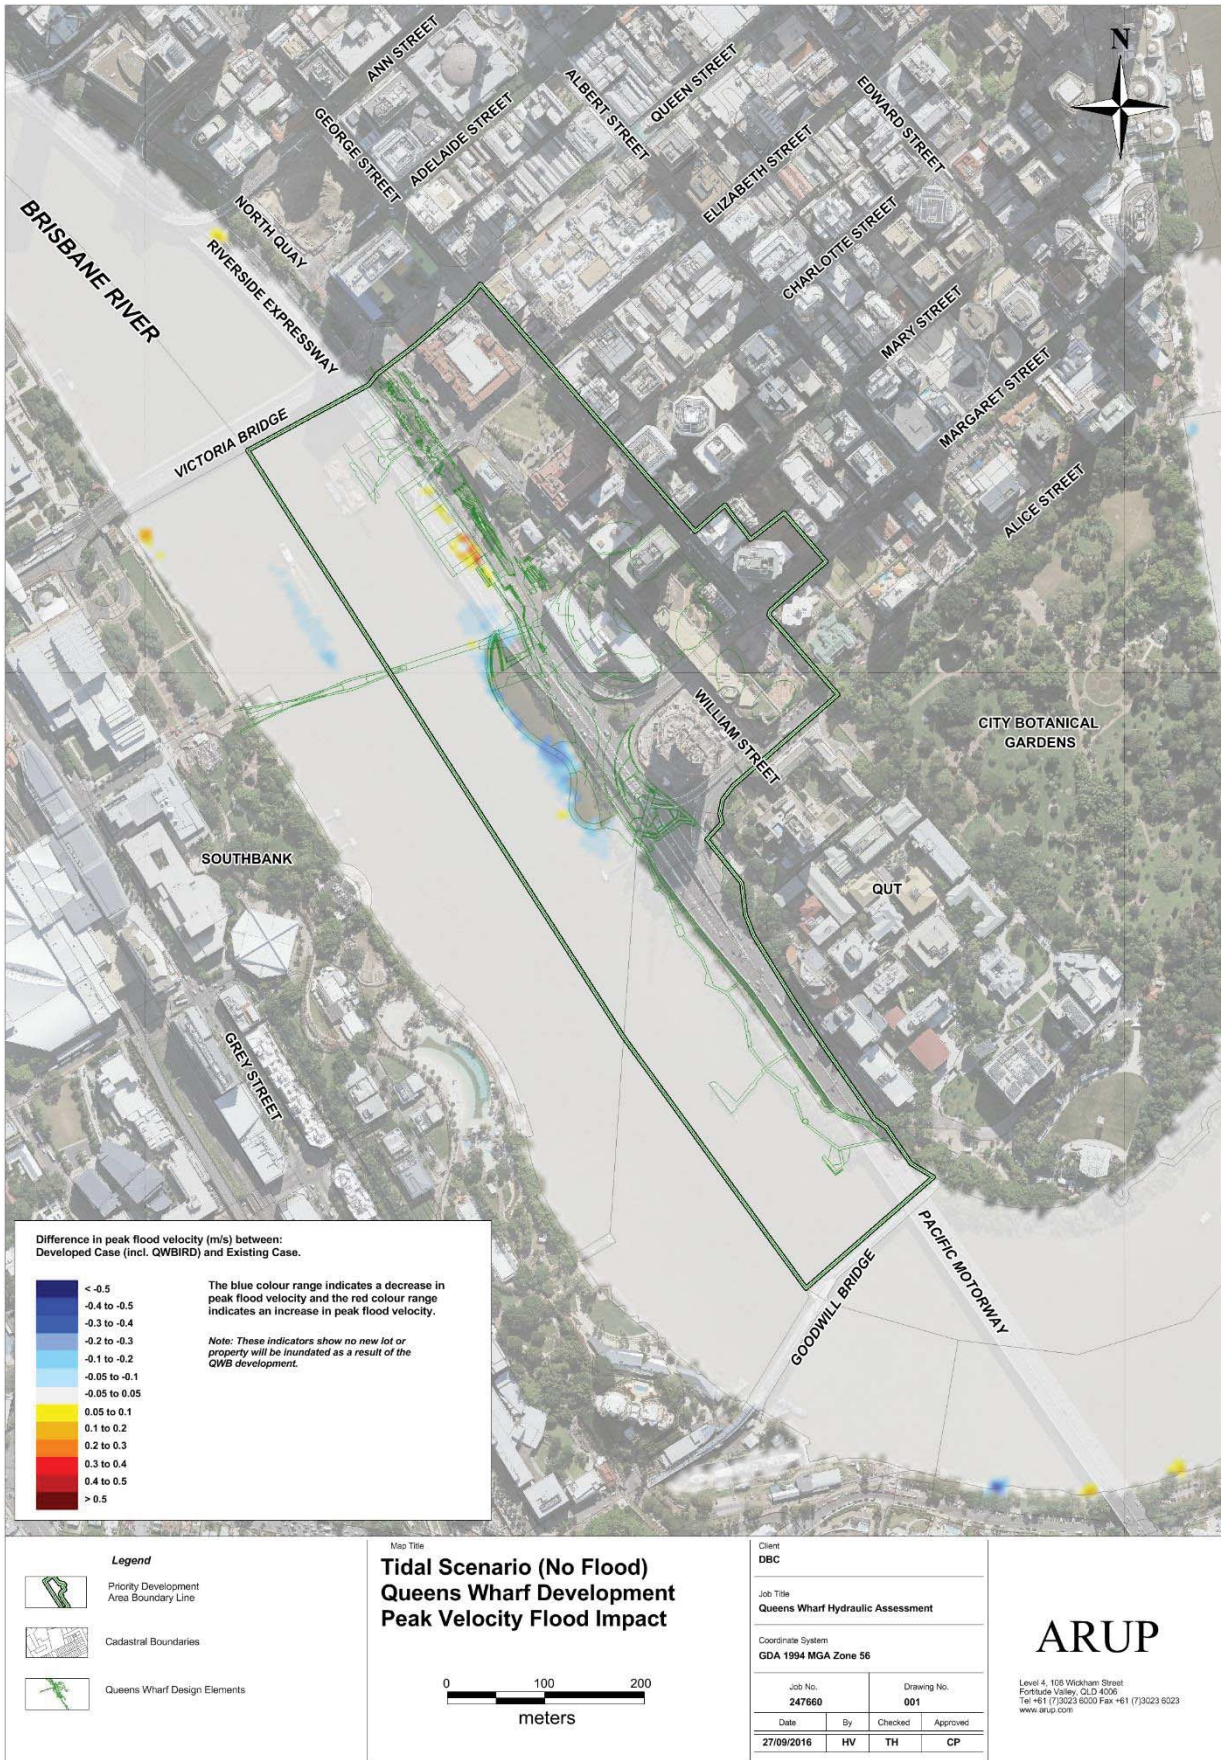 N
ANN STREET
ALBERT STREET
QUEEN STREET
EDWARD STREET
GEORGE STREET
ADELAIDE STREET
ELIZABETH STREET
NORTH QUAY
CHARLOTTE STREET
BRISBANE RIVER
RIVERSIDE EXPRESSWAY
MARY STREET
MARGARET STREET
VICTORIA BRIDGE
ALICE STREET
WILLIAM STREET
CITY BOTANICAL
GARDENS
SOUTHBANK
QUT
GREY STREET
PACIFIC MOTORWAY
GOODWILL BRIDGE
Difference in peak flood velocity (m/s) between:
Developed Case (incl. QWBIRD) and Existing Case.
< -0.5
-0.4 to -0.5
-0.3 to -0.4
-0.2 to -0.3
-0.1 to -0.2
-0.05 to -0.1
-0.05 to 0.05
0.05 to 0.1
0.1 to 0.2
0.2 to 0.3
0.3 to 0.4
0.4 to 0.5
> 0.5
The blue colour range indicates a decrease in
peak flood velocity and the red colour range
indicates an increase in peak flood velocity.
Note: These indicators show no new lot or
property will be inundated as a result of the
QWB development.
Legend
Priority Development
Area Boundary Line
Cadastral Boundaries
Queens Wharf Design Elements
Map Title
Tidal Scenario (No Flood)
Queens Wharf Development
Peak Velocity Flood Impact
0 100 200
meters
Client
DBC
Job Title
Queens Wharf Hydraulic Assessment
Coordinate System
GDA 1994 MGA Zone 56
Job No. Drawing No.
247660 001
Date By Checked Approved
27/09/2016 HV TH CP
ARUP
Level 4, 108 Wickham Street
Fortitude Valley, QLD 4006
Tel +61 (7)3023 6000 Fax +61 (7)3023 6023
www.arup.com